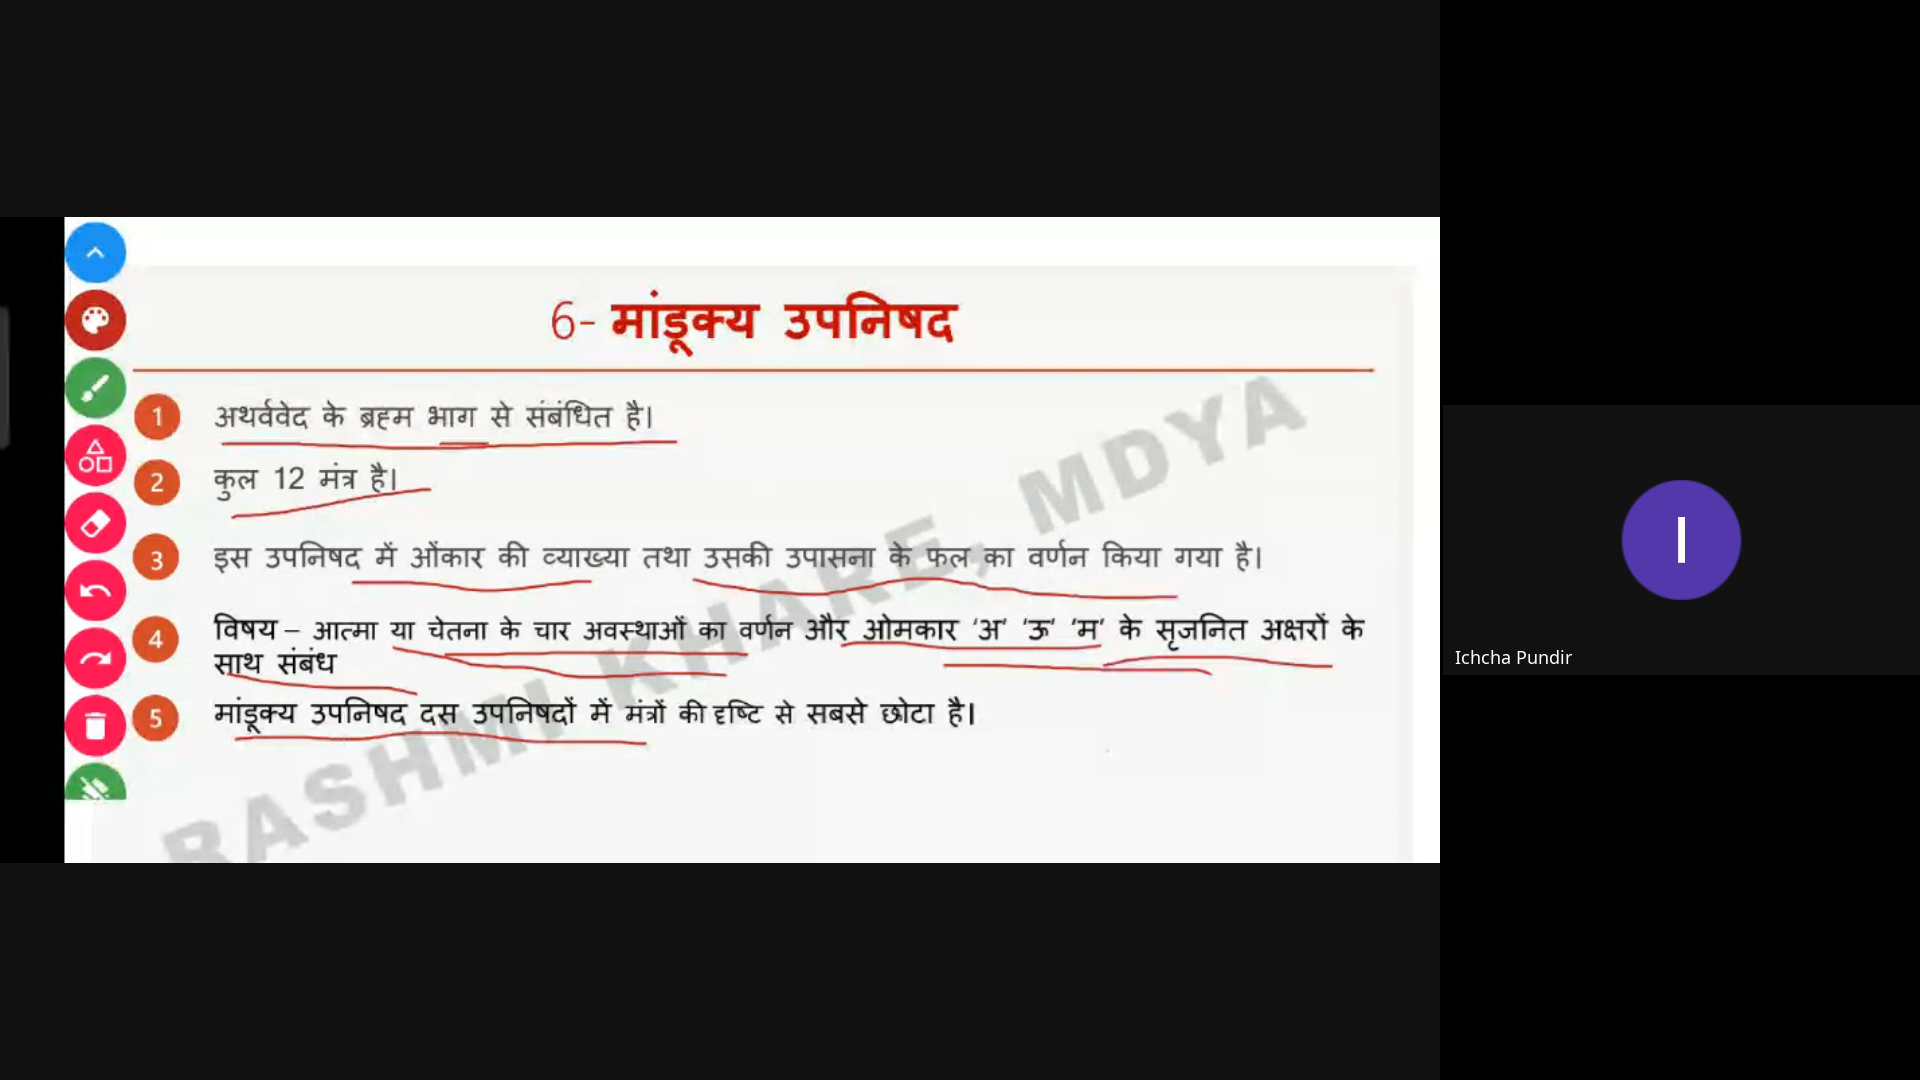 6- मांडूक्य उपनिषद
1 अथर्ववेद के ब्रह्म भाग से संबंधित है।
2 कुल 12 मंत्र है।
3 इस उपनिषद में ओंकार की व्याख्या तथा उसकी उपासना के फल का वर्णन किया गया है।
4 विषय – आत्मा या चेतना के चार अवस्थाओं का वर्णन और ओमकार ‘अ’ ‘ऊ’ ‘म’ के सृजनित अक्षरों के
साथ संबंध
5 मांडूक्य उपनिषद दस उपनिषदों में मंत्रों की दृष्टि से सबसे छोटा है।
RASHMI KHARE, MDYA
I
Ichcha Pundir